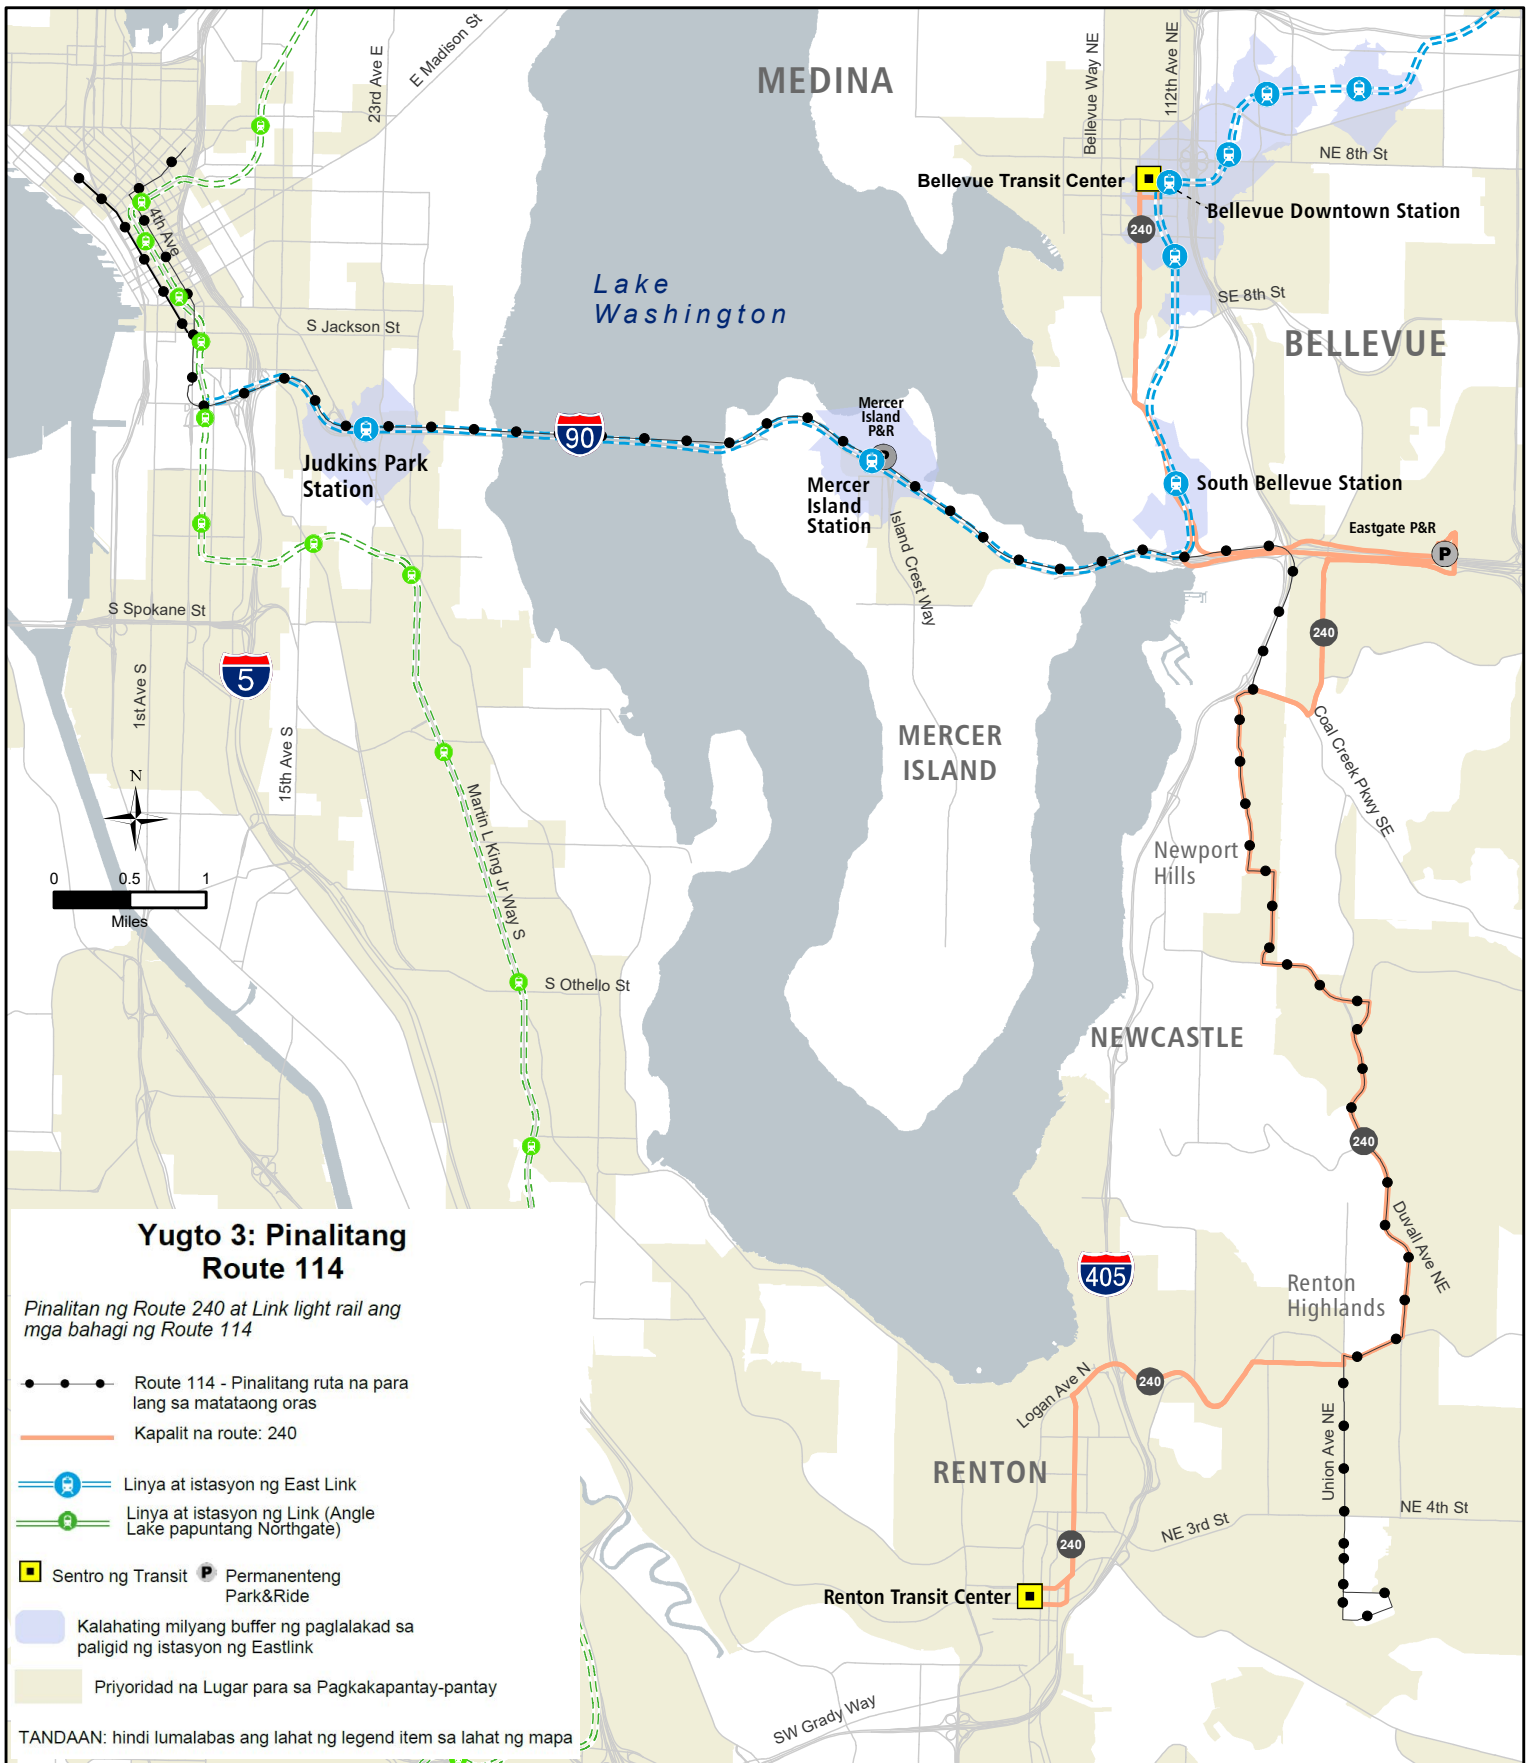 MEDINA
23rd Ave E
E Madison St
Bellevue Way NE
112th Ave NE
NE 8th St
Bellevue Transit Center
Bellevue Downtown Station
240
4th Ave
Lake
Washington
SE 8th St
S Jackson St
BELLEVUE
90
Mercer
Island
P&R
P
Judkins Park
Station
Mercer
Island
Station
South Bellevue Station
Eastgate P&R
P
Island Crest Way
S Spokane St
240
5
1st Ave S
15th Ave S
MERCER
ISLAND
Coal Creek Pkwy SE
N
Martin L King Jr Way S
Newport
Hills
0 0.5 1
Miles
S Othello St
NEWCASTLE
240
Duvall Ave NE
405
Renton
Highlands
Logan Ave N
240
Union Ave NE
RENTON
NE 4th St
NE 3rd St
240
Renton Transit Center
SW Grady Way
Yugto 3: Pinalitang
Route 114
Pinalitan ng Route 240 at Link light rail ang
mga bahagi ng Route 114
Route 114 - Pinalitang ruta na para
lang sa matataong oras
Kapalit na route: 240
Linya at istasyon ng East Link
Linya at istasyon ng Link (Angle
Lake papuntang Northgate)
Sentro ng Transit P Permanenteng
Park&Ride
Kalahating milyang buffer ng paglalakad sa
paligid ng istasyon ng Eastlink
Priyoridad na Lugar para sa Pagkakapantay-pantay
TANDAAN: hindi lumalabas ang lahat ng legend item sa lahat ng mapa